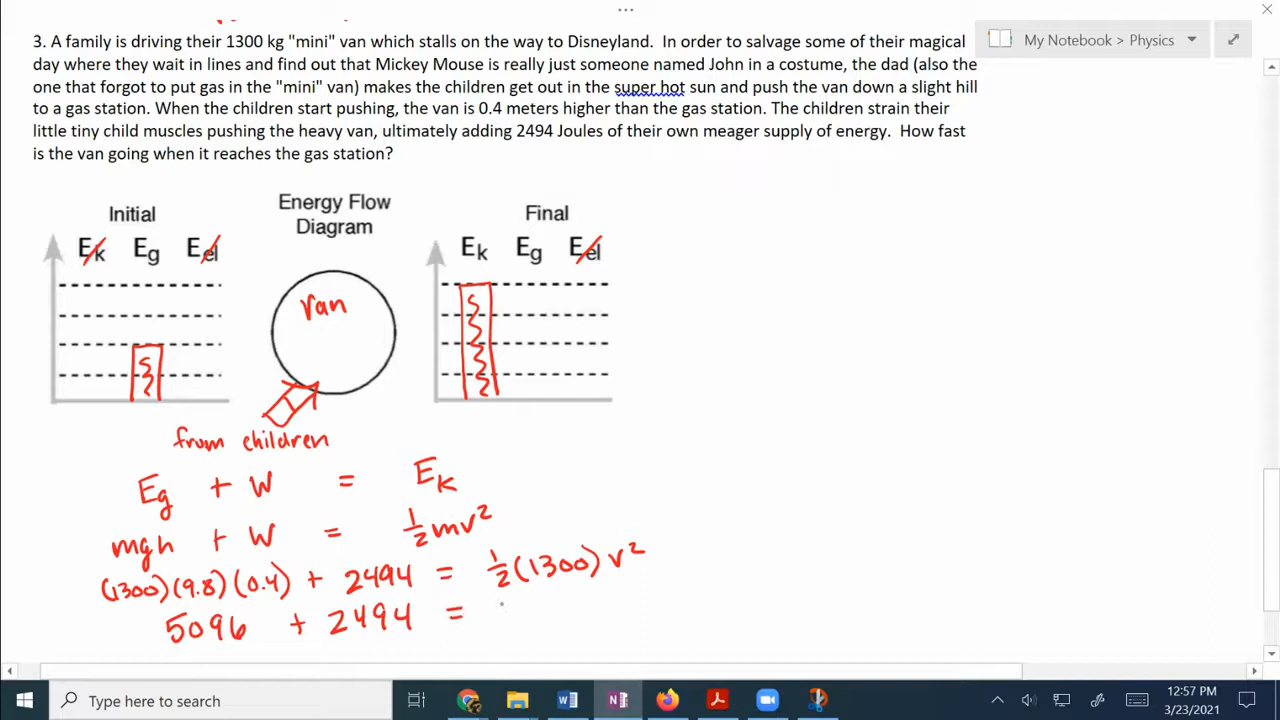 3. A family is driving their 1300 kg "mini" van which stalls on the way to Disneyland. In order to salvage some of their magical
day where they wait in lines and find out that Mickey Mouse is really just someone named John in a costume, the dad (also the
one that forgot to put gas in the "mini" van) makes the children get out in the super hot sun and push the van down a slight hill
to a gas station. When the children start pushing, the van is 0.4 meters higher than the gas station. The children strain their
little tiny child muscles pushing the heavy van, ultimately adding 2494 Joules of their own meager supply of energy. How fast
is the van going when it reaches the gas station?
My Notebook > Physics
Initial
Energy Flow
Diagram
Final
Ek Eg Eel
Ek Eg Eel
van
from children
Eg + W = Ek
mgh + W = 1/2 mv²
(1300)(9.8)(0.4) + 2494 = 1/2 (1300) v²
5096 + 2494 =
Type here to search
12:57 PM
3/23/2021